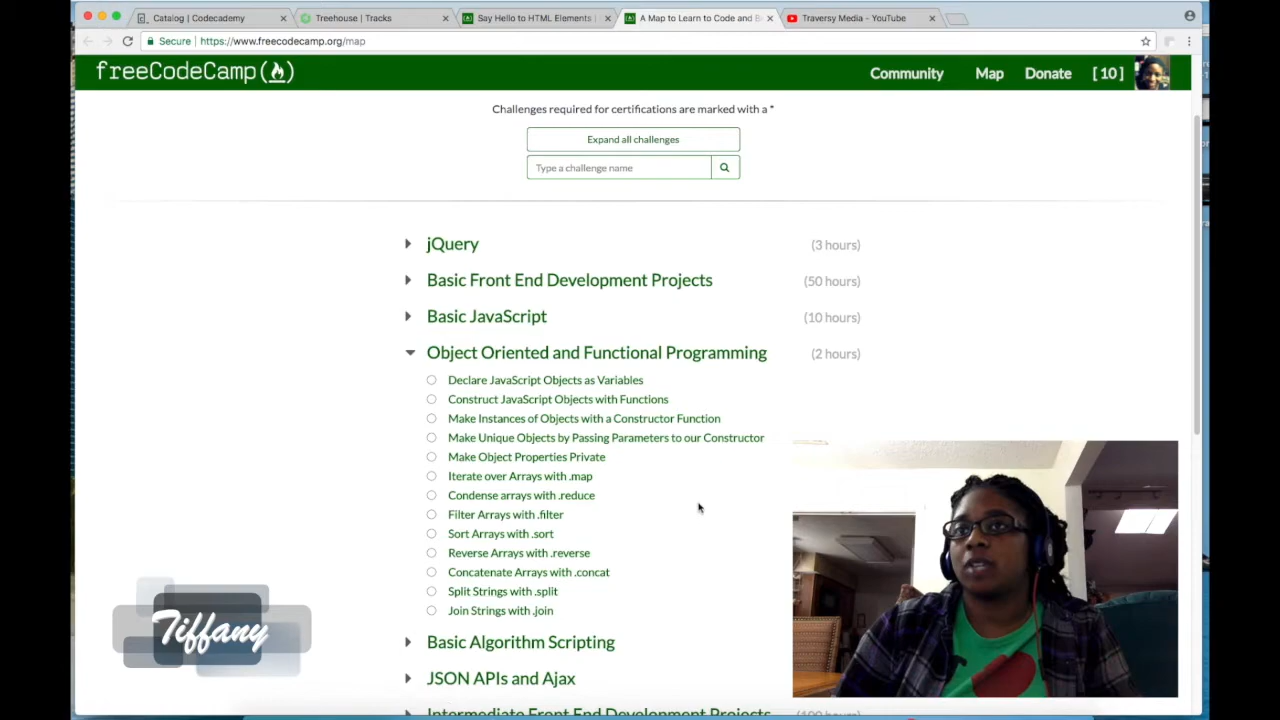 Catalog | Codecademy
Treehouse | Tracks
Say Hello to HTML Elements |
A Map to Learn to Code and B
Traversy Media - YouTube
Secure
https://www.freecodecamp.org/map
freeCodeCamp
Community
Map
Donate
[ 10 ]
Challenges required for certifications are marked with a *
Expand all challenges
Type a challenge name
jQuery (3 hours)
Basic Front End Development Projects (50 hours)
Basic JavaScript (10 hours)
Object Oriented and Functional Programming (2 hours)
Declare JavaScript Objects as Variables
Construct JavaScript Objects with Functions
Make Instances of Objects with a Constructor Function
Make Unique Objects by Passing Parameters to our Constructor
Make Object Properties Private
Iterate over Arrays with .map
Condense arrays with .reduce
Filter Arrays with .filter
Sort Arrays with .sort
Reverse Arrays with .reverse
Concatenate Arrays with .concat
Split Strings with .split
Join Strings with .join
Tiffany
Basic Algorithm Scripting
JSON APIs and Ajax
Intermediate Front End Development Projects (100 hours)